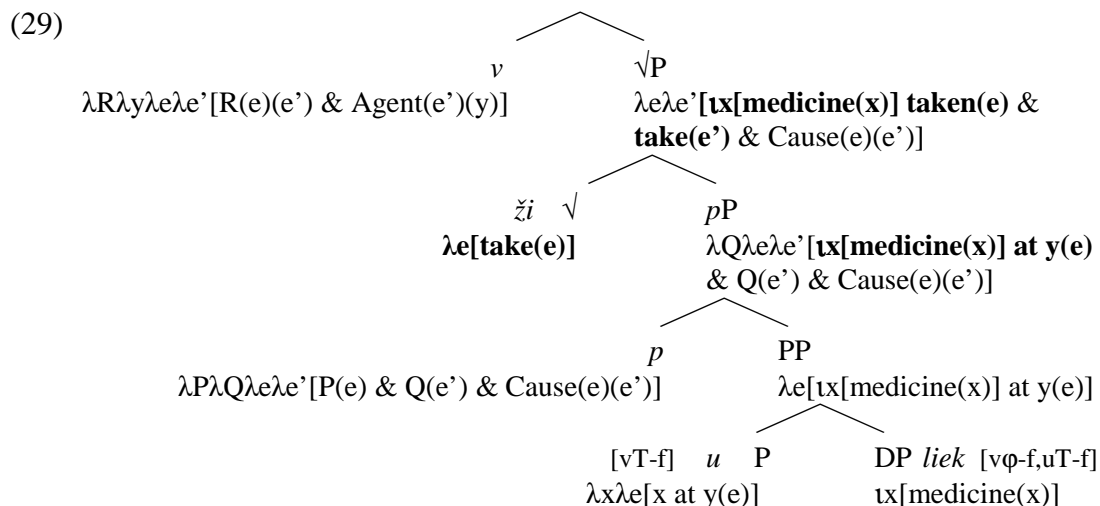 (29)
v √P
λRλyλeλe’[R(e)(e’) & Agent(e’)(y)] λeλe’[ιx[medicine(x)] taken(e) &
take(e’) & Cause(e)(e’)]
ži √ pP
λe[take(e)] λQλeλe’[ιx[medicine(x)] at y(e)
& Q(e’) & Cause(e)(e’)]
p PP
λPλQλeλe’[P(e) & Q(e’) & Cause(e)(e’)] λe[ιx[medicine(x)] at y(e)]
[vT-f] u P DP liek [vφ-f,uT-f]
λxλe[x at y(e)] ιx[medicine(x)]